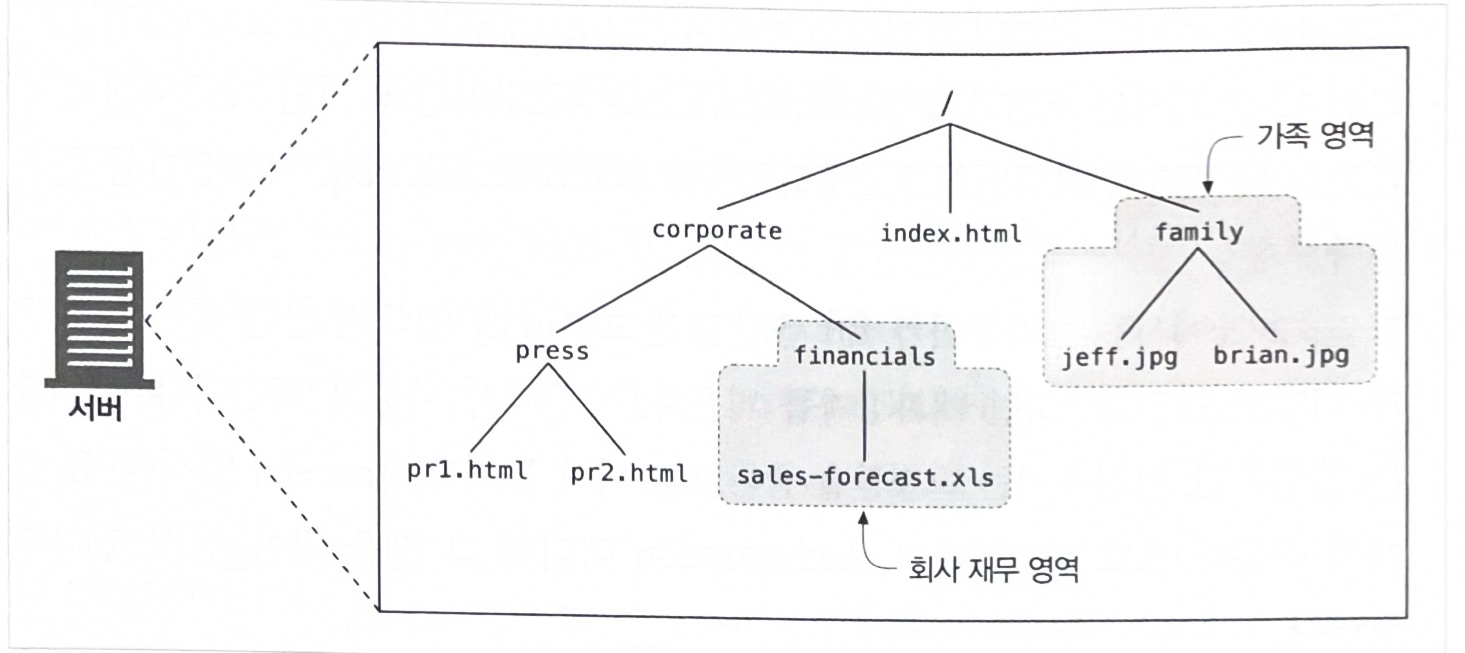 /
가족 영역
corporate
index.html
family
press
financials
jeff.jpg
brian.jpg
서버
pr1.html
pr2.html
sales-forecast.xls
회사 재무 영역